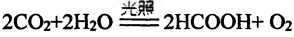 2CO₂+2H₂O 光照 ══ 2HCOOH+ O₂